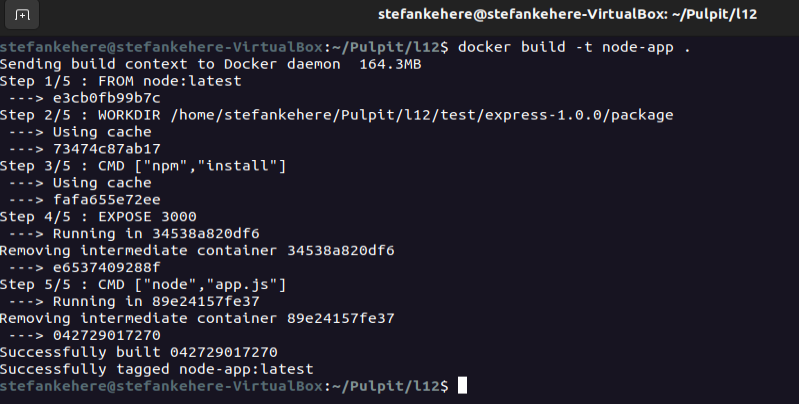 stefankehere@stefankehere-VirtualBox: ~/Pulpit/l12
stefankehere@stefankehere-VirtualBox:~/Pulpit/l12$ docker build -t node-app .
Sending build context to Docker daemon  164.3MB
Step 1/5 : FROM node:latest
 ---> e3cb0fb99b7c
Step 2/5 : WORKDIR /home/stefankehere/Pulpit/l12/test/express-1.0.0/package
 ---> Using cache
 ---> 73474c87ab17
Step 3/5 : CMD ["npm","install"]
 ---> Using cache
 ---> fafa655e72ee
Step 4/5 : EXPOSE 3000
 ---> Running in 34538a820df6
Removing intermediate container 34538a820df6
 ---> e6537409288f
Step 5/5 : CMD ["node","app.js"]
 ---> Running in 89e24157fe37
Removing intermediate container 89e24157fe37
 ---> 042729017270
Successfully built 042729017270
Successfully tagged node-app:latest
stefankehere@stefankehere-VirtualBox:~/Pulpit/l12$